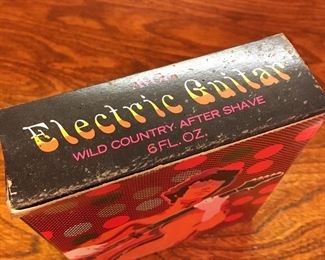 Electric Guitar
WILD COUNTRY AFTER SHAVE
6 FL. OZ.